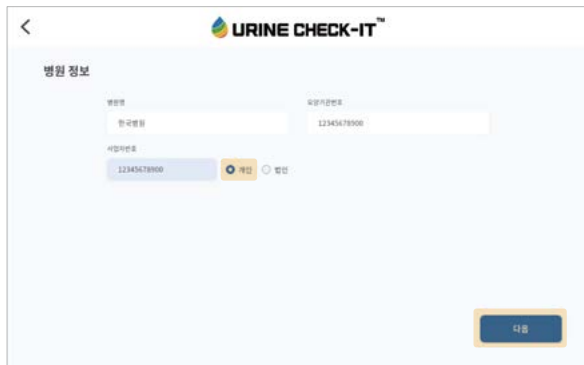 URINE CHECK-IT™
병원 정보
병원명
요양기관번호
한국병원
12345678900
사업자번호
12345678900
개인
법인
다음